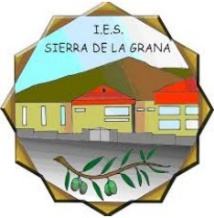 I.E.S.
SIERRA DE LA GRANA